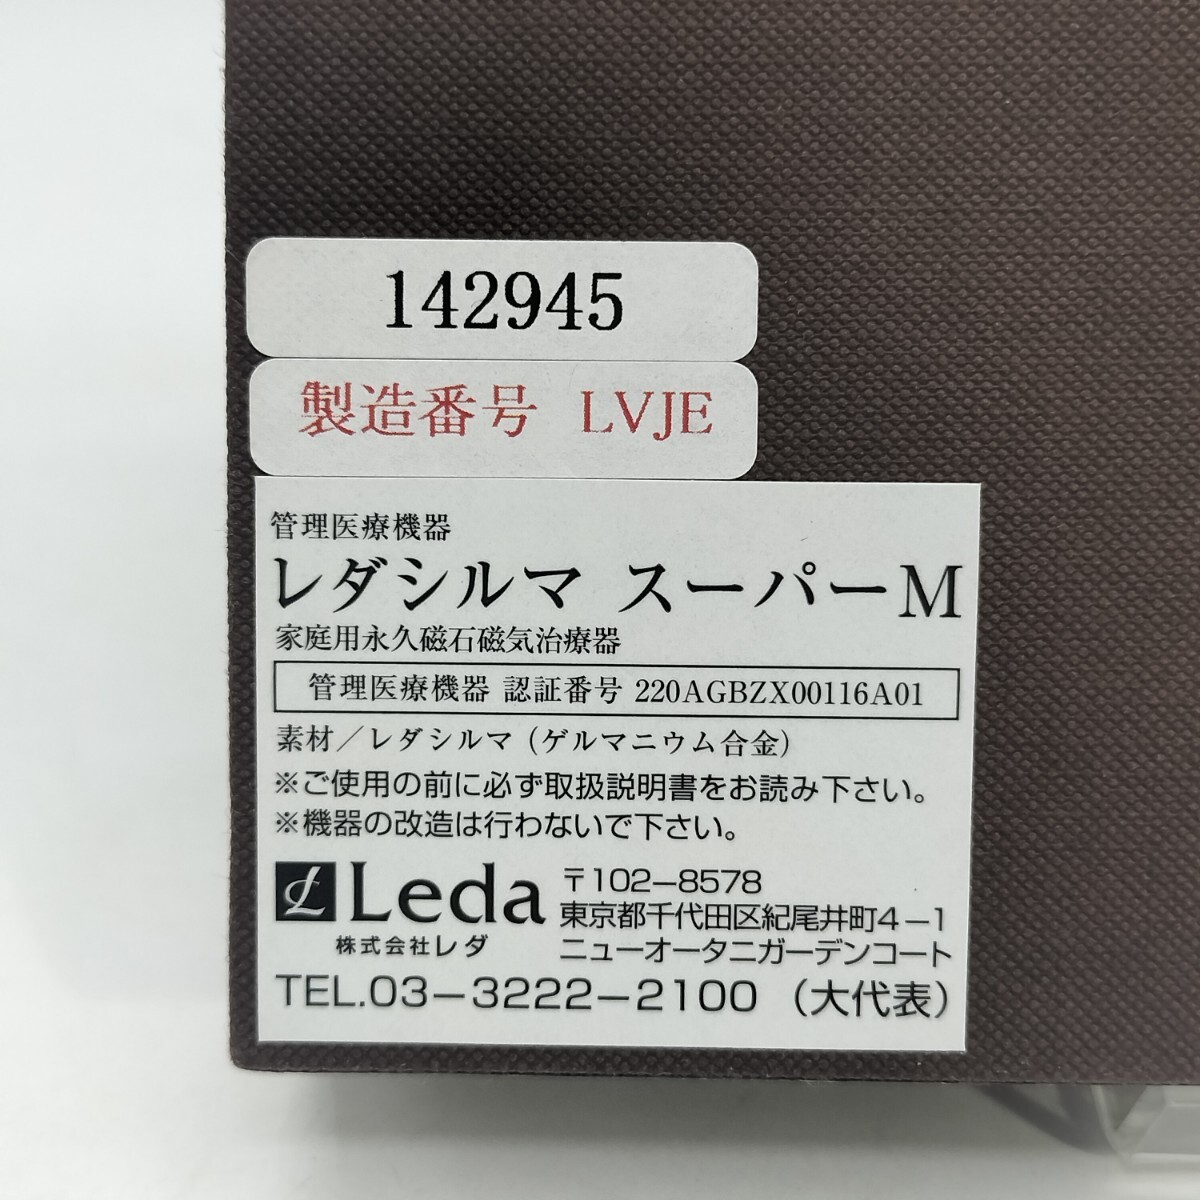 142945
製造番号 LVJE
管理医療機器
レダシルマ スーパーM
家庭用永久磁石磁気治療器
管理医療機器 認証番号 220AGBZX00116A01
素材／レダシルマ（ゲルマニウム合金）
※ご使用の前に必ず取扱説明書をお読み下さい。
※機器の改造は行わないで下さい。
Leda
株式会社レダ
〒102−8578
東京都千代田区紀尾井町4−1
ニューオータニガーデンコート
TEL.03−3222−2100（大代表）